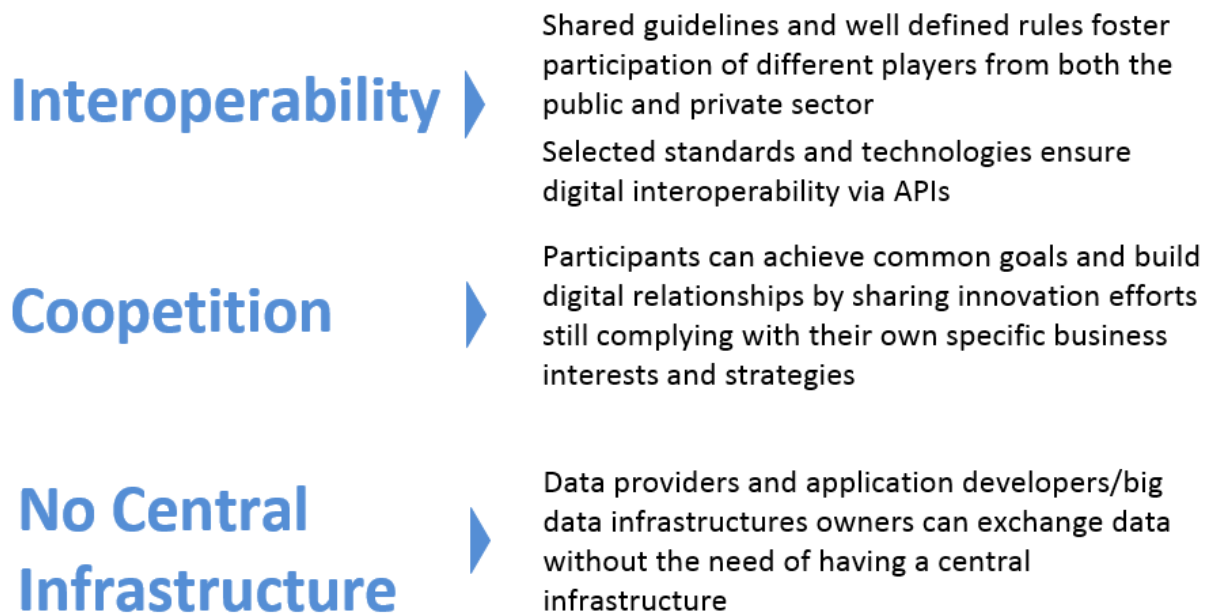 Interoperability
Shared guidelines and well defined rules foster
participation of different players from both the
public and private sector
Selected standards and technologies ensure
digital interoperability via APIs
Coopetition
Participants can achieve common goals and build
digital relationships by sharing innovation efforts
still complying with their own specific business
interests and strategies
No Central
Infrastructure
Data providers and application developers/big
data infrastructures owners can exchange data
without the need of having a central
infrastructure